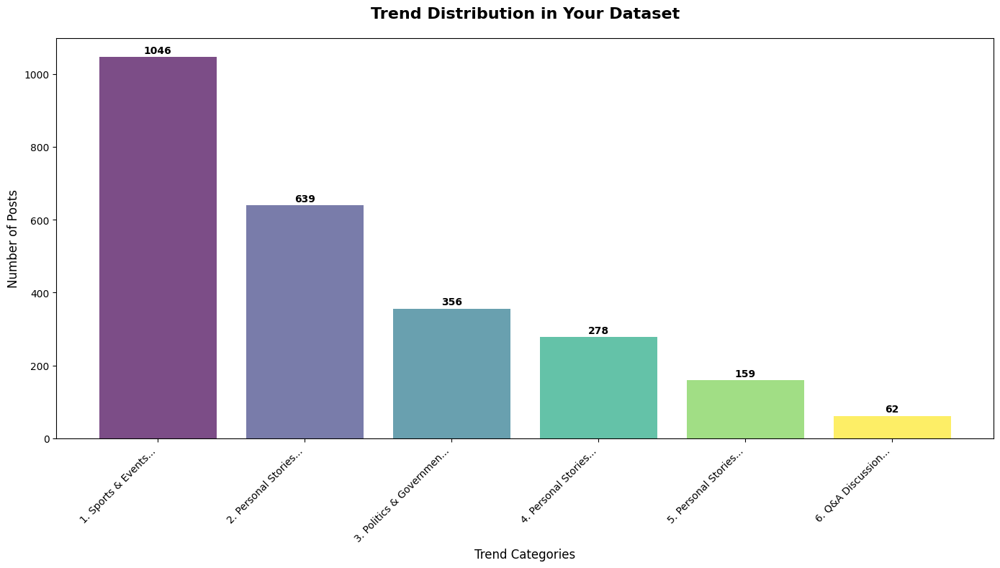 Trend Distribution in Your Dataset
Number of Posts
1000
800
600
400
200
0
1046
639
356
278
159
62
1. Sports & Events...
2. Personal Stories...
3. Politics & Governmen...
4. Personal Stories...
5. Personal Stories...
6. Q&A Discussion...
Trend Categories